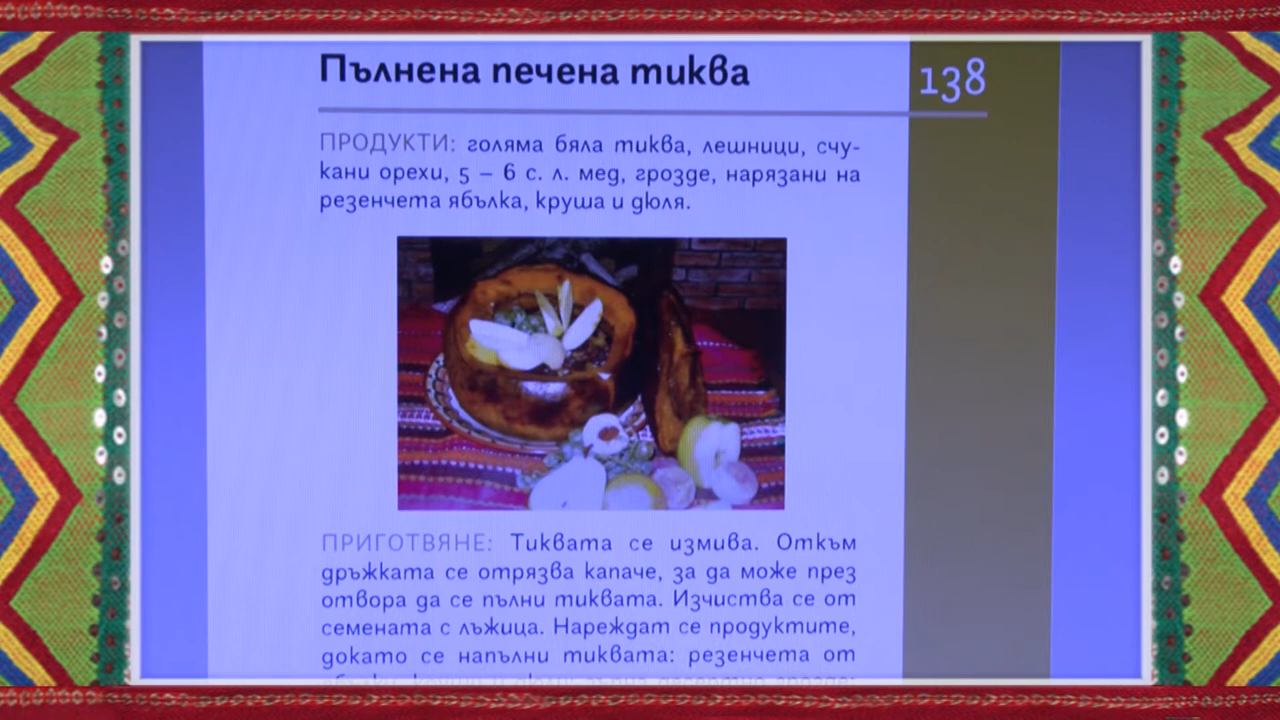 Пълнена печена тиква
138
ПРОДУКТИ: голяма бяла тиква, лешници, счу-
кани орехи, 5 – 6 с. л. мед, грозде, нарязани на
резенчета ябълка, круша и дюля.
ПРИГОТВЯНЕ: Тиквата се измива. Откъм
дръжката се отрязва капаче, за да може през
отвора да се пълни тиквата. Изчиства се от
семената с лъжица. Нареждат се продуктите,
докато се напълни тиквата: резенчета от